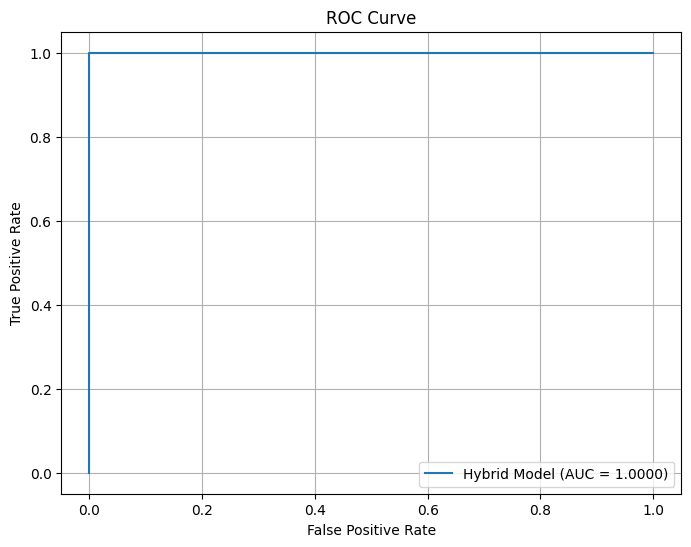 ROC Curve
1.0
0.8
0.6
0.4
0.2
0.0
True Positive Rate
Hybrid Model (AUC = 1.0000)
0.0 0.2 0.4 0.6 0.8 1.0
False Positive Rate